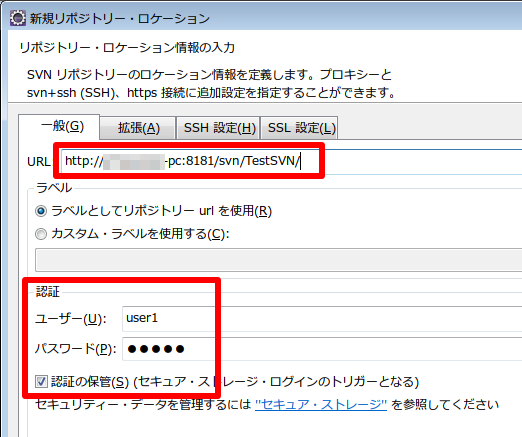 新規リポジトリー・ロケーション
リポジトリー・ロケーション情報の入力
SVN リポジトリーのロケーション情報を定義します。プロキシーと
svn+ssh (SSH)、https 接続に追加設定を指定することができます。
一般(G) 拡張(A) SSH 設定(H) SSL 設定(L)
URL http:// -pc:8181/svn/TestSVN/
ラベル
ラベルとしてリポジトリー url を使用(R)
カスタム・ラベルを使用する(C):
認証
ユーザー(U): user1
パスワード(P): ●●●●●
認証の保管(S) (セキュア・ストレージ・ログインのトリガーとなる)
セキュリティー・データを管理するには "セキュア・ストレージ" を参照してください